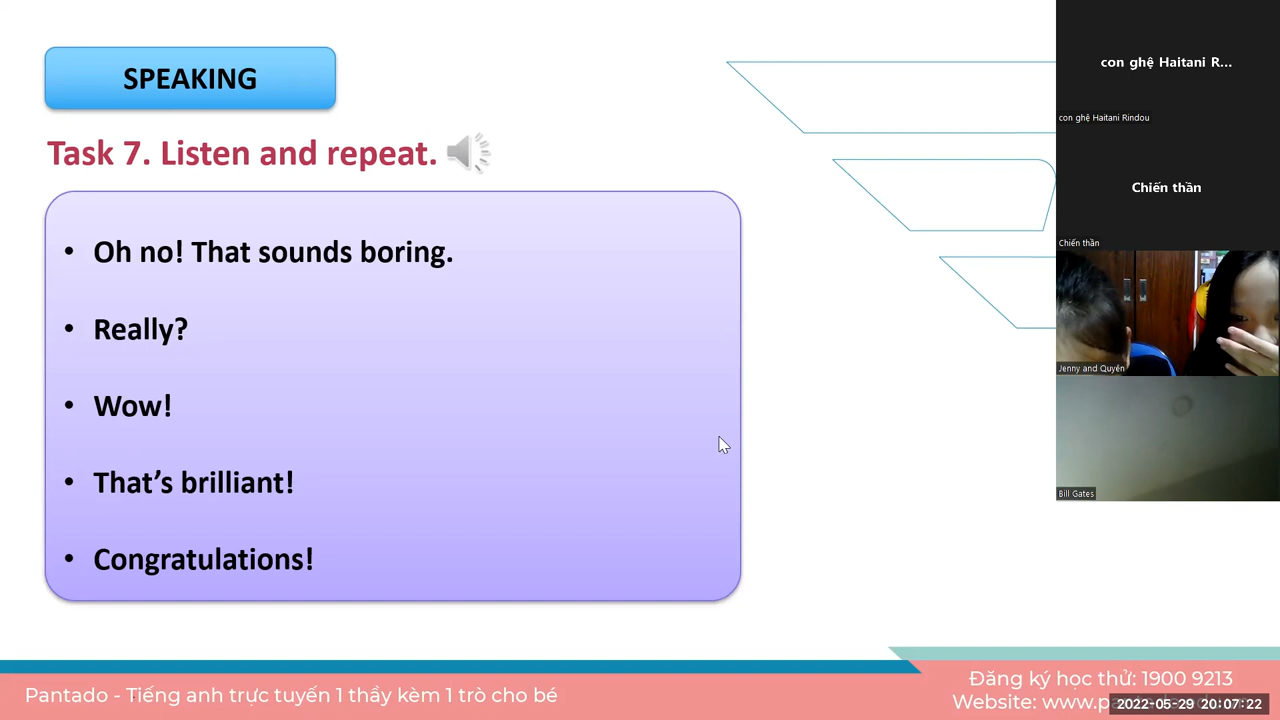 SPEAKING
Task 7. Listen and repeat.
• Oh no! That sounds boring.
• Really?
• Wow!
• That's brilliant!
• Congratulations!
con ghệ Haitani R...
con ghệ Haitani Rindou
Chiến thần
Chiến thần
Jenny and Quyên
Bill Gates
Pantado - Tiếng anh trực tuyến 1 thầy kèm 1 trò cho bé
Đăng ký học thử: 1900 9213
Website:
2022-05-29 20:07:22